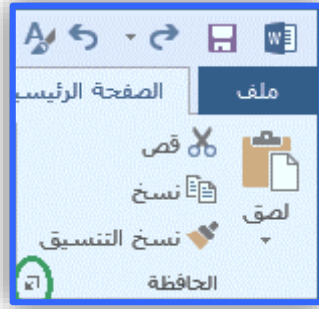 ملف الصفحة الرئيسي
قص
لصق
نسخ
نسخ التنسيق
الحافظة